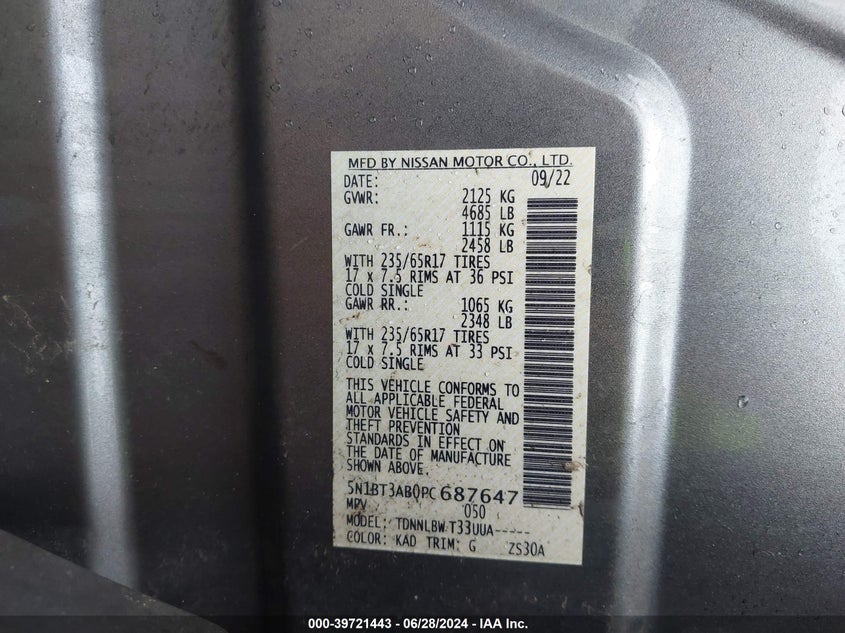 MFD BY NISSAN MOTOR CO., LTD.
DATE: 09/22
GVWR: 2125 KG
4685 LB
GAWR FR.: 1115 KG
2458 LB
WITH 235/65R17 TIRES
17 x 7.5 RIMS AT 36 PSI
COLD SINGLE
GAWR RR.: 1065 KG
2348 LB
WITH 235/65R17 TIRES
17 x 7.5 RIMS AT 33 PSI
COLD SINGLE
THIS VEHICLE CONFORMS TO
ALL APPLICABLE FEDERAL
MOTOR VEHICLE SAFETY AND
THEFT PREVENTION
STANDARDS IN EFFECT ON
THE DATE OF MANUFACTURE
SHOWN ABOVE.
5N1BT3AB0PC687647
MPV 050
MODEL: TDNNLBW T33UUA-----
COLOR: KAD TRIM: G ZS30A
000-39721443 - 06/28/2024 - IAA Inc.